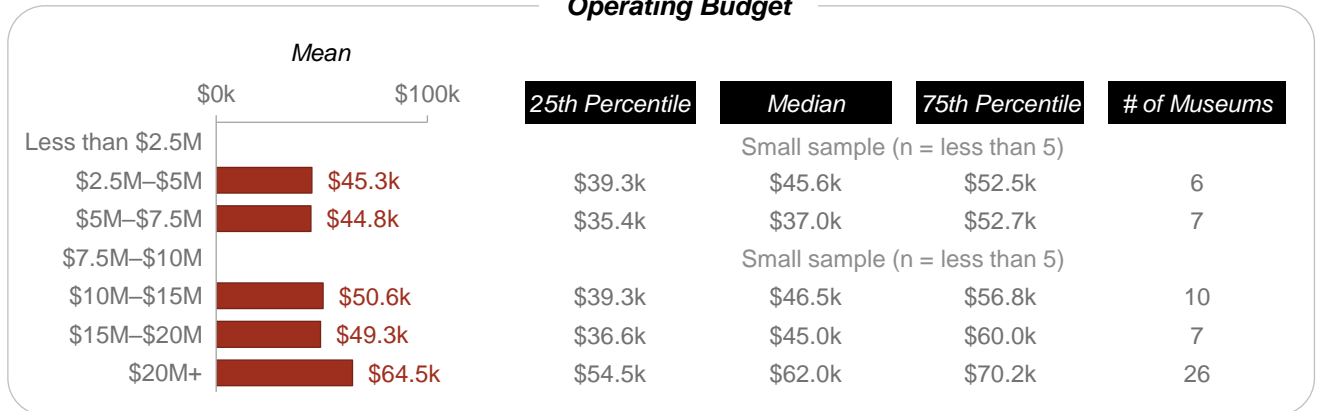 Operating Budget
Mean
$0k $100k 25th Percentile Median 75th Percentile # of Museums
Less than $2.5M Small sample (n = less than 5)
$2.5M–$5M $45.3k $39.3k $45.6k $52.5k 6
$5M–$7.5M $44.8k $35.4k $37.0k $52.7k 7
$7.5M–$10M Small sample (n = less than 5)
$10M–$15M $50.6k $39.3k $46.5k $56.8k 10
$15M–$20M $49.3k $36.6k $45.0k $60.0k 7
$20M+ $64.5k $54.5k $62.0k $70.2k 26